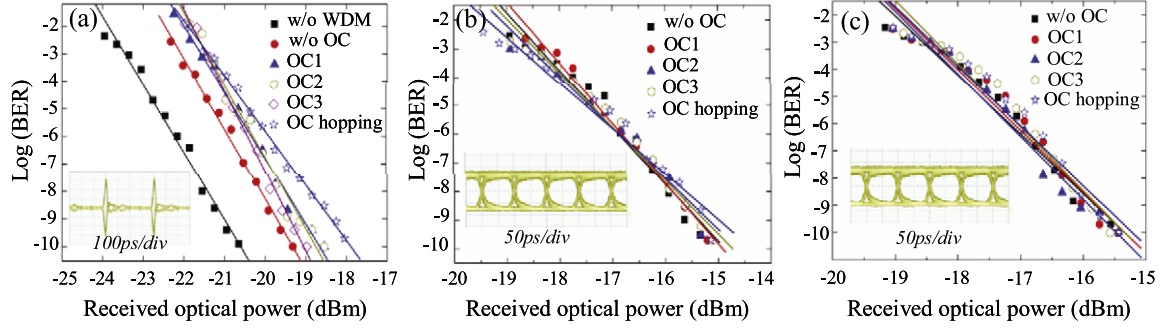 (a)
w/o WDM
w/o OC
OC1
OC2
OC3
OC hopping
Log (BER)
-2
-3
-4
-5
-6
-7
-8
-9
-10
100ps/div
-25 -24 -23 -22 -21 -20 -19 -18 -17
Received optical power (dBm)
(b)
w/o OC
OC1
OC2
OC3
OC hopping
Log (BER)
-2
-4
-6
-8
-10
50ps/div
-20 -19 -18 -17 -16 -15 -14
Received optical power (dBm)
(c)
w/o OC
OC1
OC2
OC3
OC hopping
Log (BER)
-2
-3
-4
-5
-6
-7
-8
-9
-10
50ps/div
-20 -19 -18 -17 -16 -15
Received optical power (dBm)